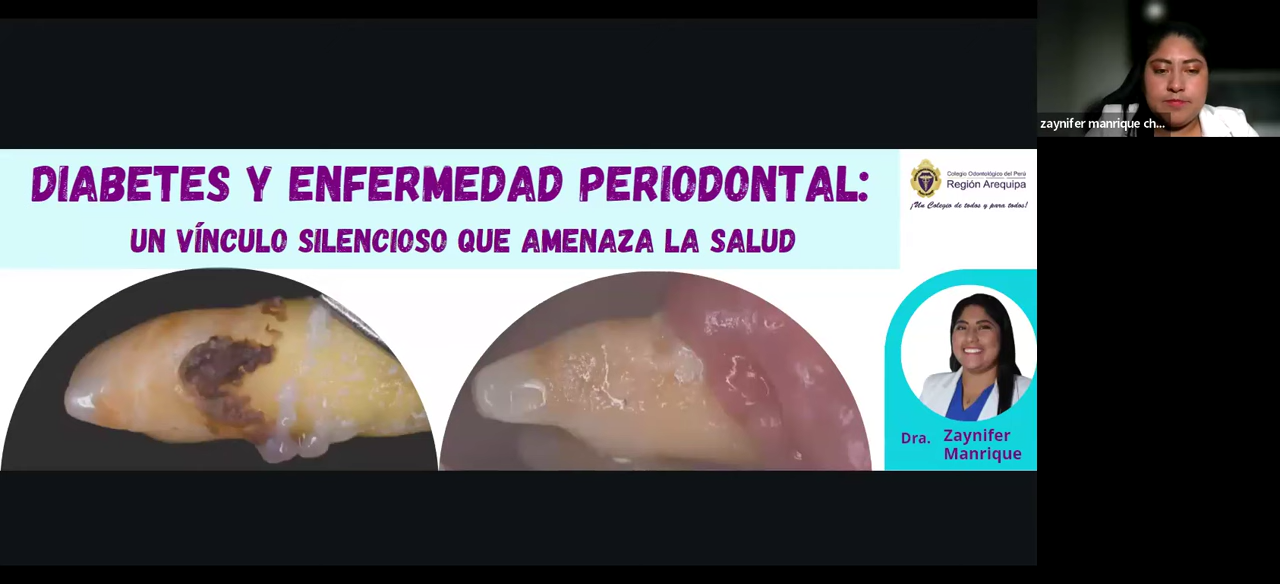 DIABETES Y ENFERMEDAD PERIODONTAL:
UN VÍNCULO SILENCIOSO QUE AMENAZA LA SALUD
Colegio Odontológico del Perú
Región Arequipa
¡Un Colegio de todos y para todos!
Dra. Zaynifer
Manrique
zaynifer manrique ch...